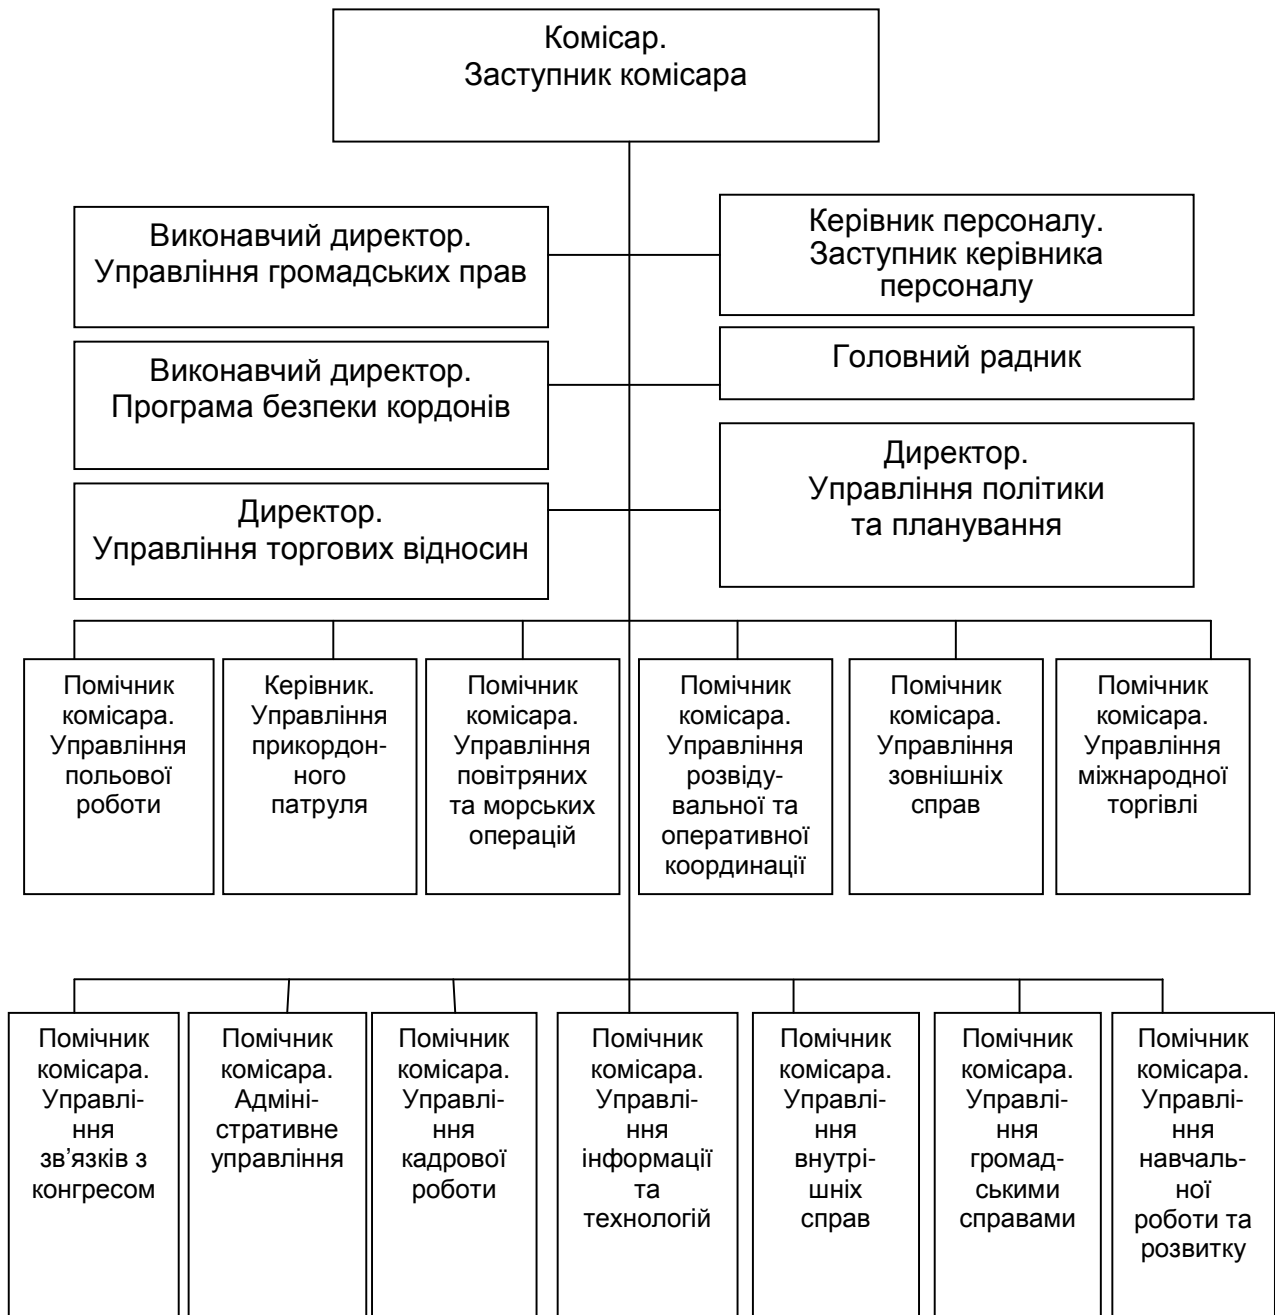 Комісар.
Заступник комісара
Виконавчий директор.
Управління громадських прав
Керівник персоналу.
Заступник керівника
персоналу
Виконавчий директор.
Програма безпеки кордонів
Головний радник
Директор.
Управління торгових відносин
Директор.
Управління політики
та планування
Помічник
комісара.
Управління
польової
роботи
Керівник.
Управління
прикордон-
ного
патруля
Помічник
комісара.
Управління
повітряних
та морських
операцій
Помічник
комісара.
Управління
розвіду-
вальної та
оперативної
координації
Помічник
комісара.
Управління
зовнішніх
справ
Помічник
комісара.
Управління
міжнародної
торгівлі
Помічник
комісара.
Управлі-
ння
зв’язків з
конгресом
Помічник
комісара.
Адміні-
стративне
управління
Помічник
комісара.
Управлі-
ння
кадрової
роботи
Помічник
комісара.
Управлі-
ння
інформації
та
технологій
Помічник
комісара.
Управлі-
ння
внутрі-
шніх
справ
Помічник
комісара.
Управлі-
ння
громад-
ськими
справами
Помічник
комісара.
Управлі-
ння
навчаль-
ної
роботи та
розвитку